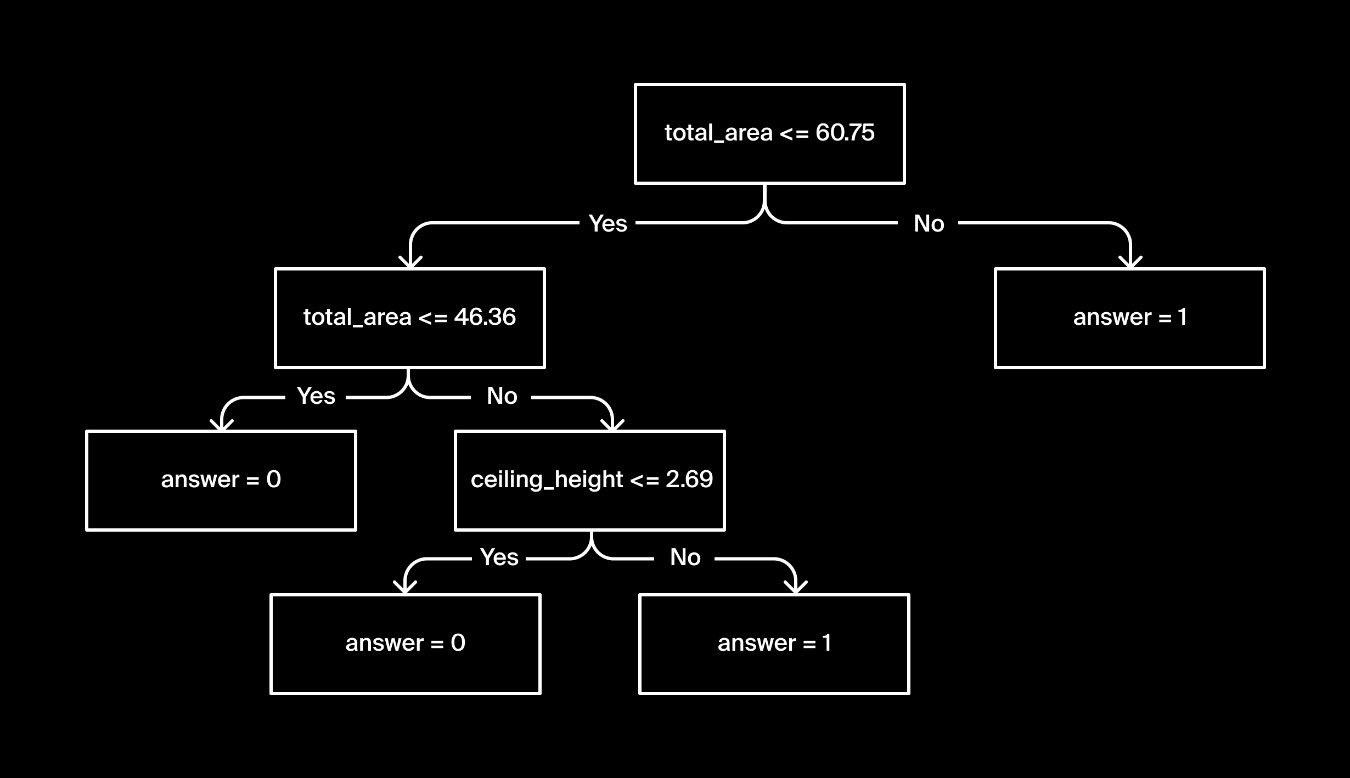 total_area <= 60.75
Yes
No
total_area <= 46.36
answer = 1
Yes
No
answer = 0
ceiling_height <= 2.69
Yes
No
answer = 0
answer = 1